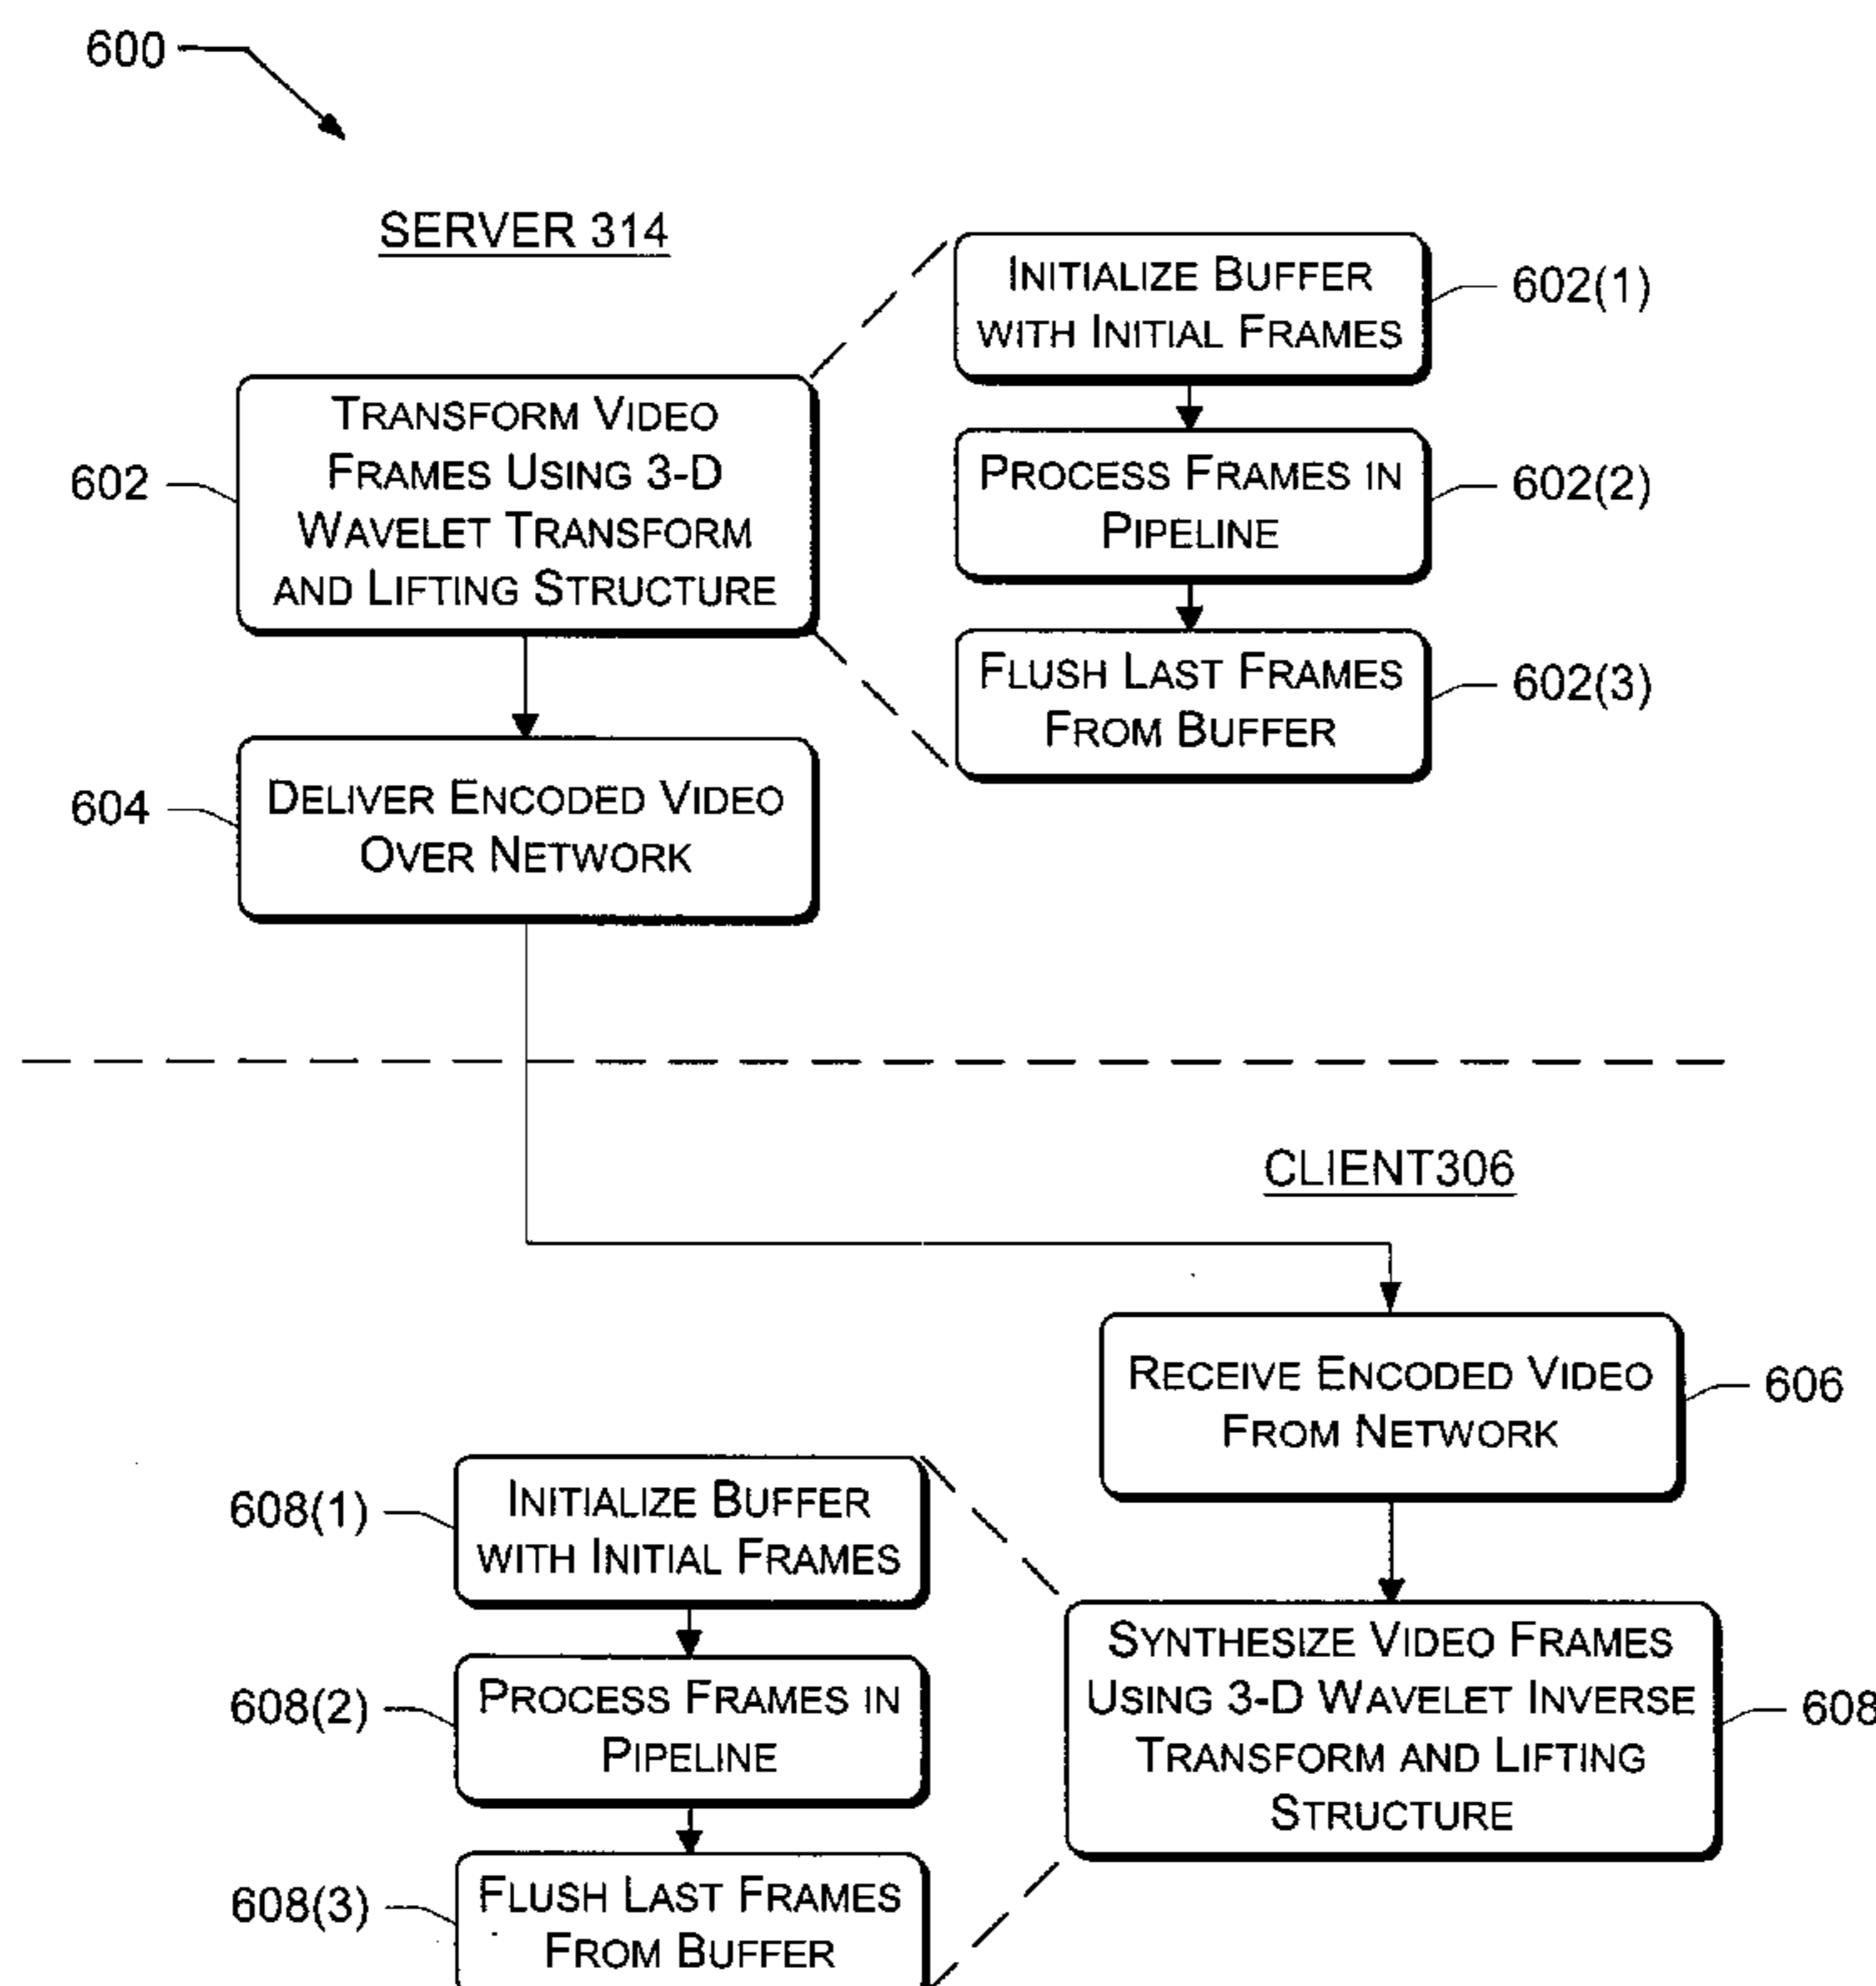 600
SERVER 314
INITIALIZE BUFFER
WITH INITIAL FRAMES
602(1)
TRANSFORM VIDEO
FRAMES USING 3-D
WAVELET TRANSFORM
AND LIFTING STRUCTURE
602
PROCESS FRAMES IN
PIPELINE
602(2)
FLUSH LAST FRAMES
FROM BUFFER
602(3)
DELIVER ENCODED VIDEO
OVER NETWORK
604
CLIENT306
RECEIVE ENCODED VIDEO
FROM NETWORK
606
608(1)
INITIALIZE BUFFER
WITH INITIAL FRAMES
608(2)
PROCESS FRAMES IN
PIPELINE
SYNTHESIZE VIDEO FRAMES
USING 3-D WAVELET INVERSE
TRANSFORM AND LIFTING
STRUCTURE
608
608(3)
FLUSH LAST FRAMES
FROM BUFFER